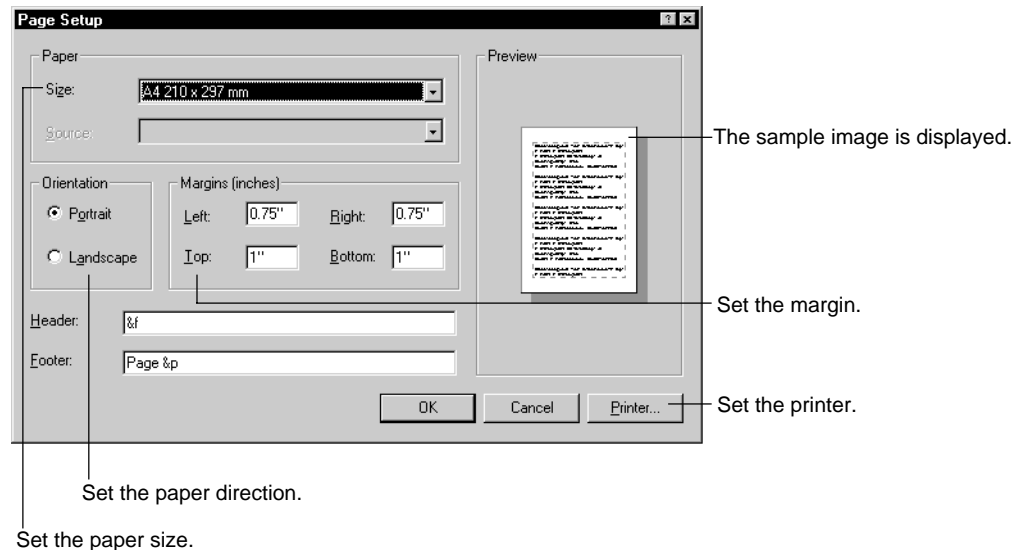 Page Setup
Paper
Size:
A4 210 x 297 mm
Source:
Orientation
Portrait
Landscape
Margins (inches)
Left:
0.75"
Right:
0.75"
Top:
1"
Bottom:
1"
Header:
&f
Footer:
Page &p
Preview
OK
Cancel
Printer...
The sample image is displayed.
Set the margin.
Set the printer.
Set the paper direction.
Set the paper size.